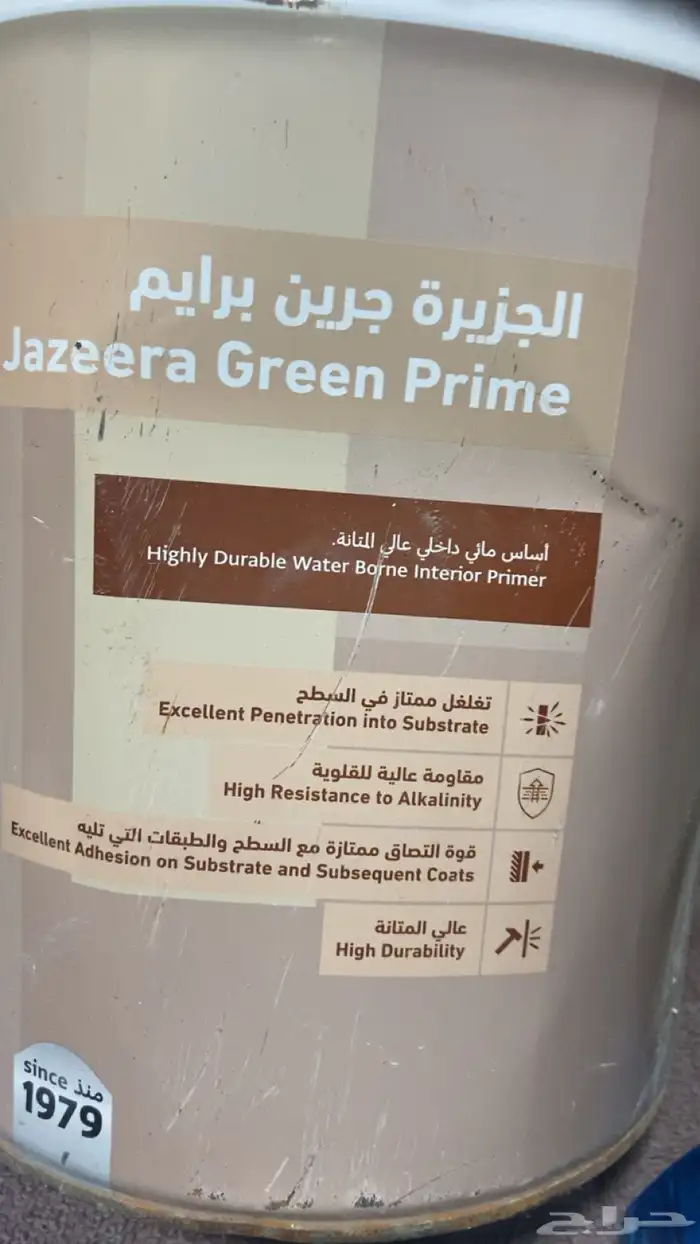 الجزيرة جرين برايم
Jazeera Green Prime
أساس مائي داخلي عالي المتانة.
Highly Durable Water Borne Interior Primer
تغلغل ممتاز في السطح
Excellent Penetration into Substrate
مقاومة عالية للقلوية
High Resistance to Alkalinity
قوة التصاق ممتازة مع السطح والطبقات التي تليه
Excellent Adhesion on Substrate and Subsequent Coats
عالي المتانة
High Durability
since منذ
1979
حراج